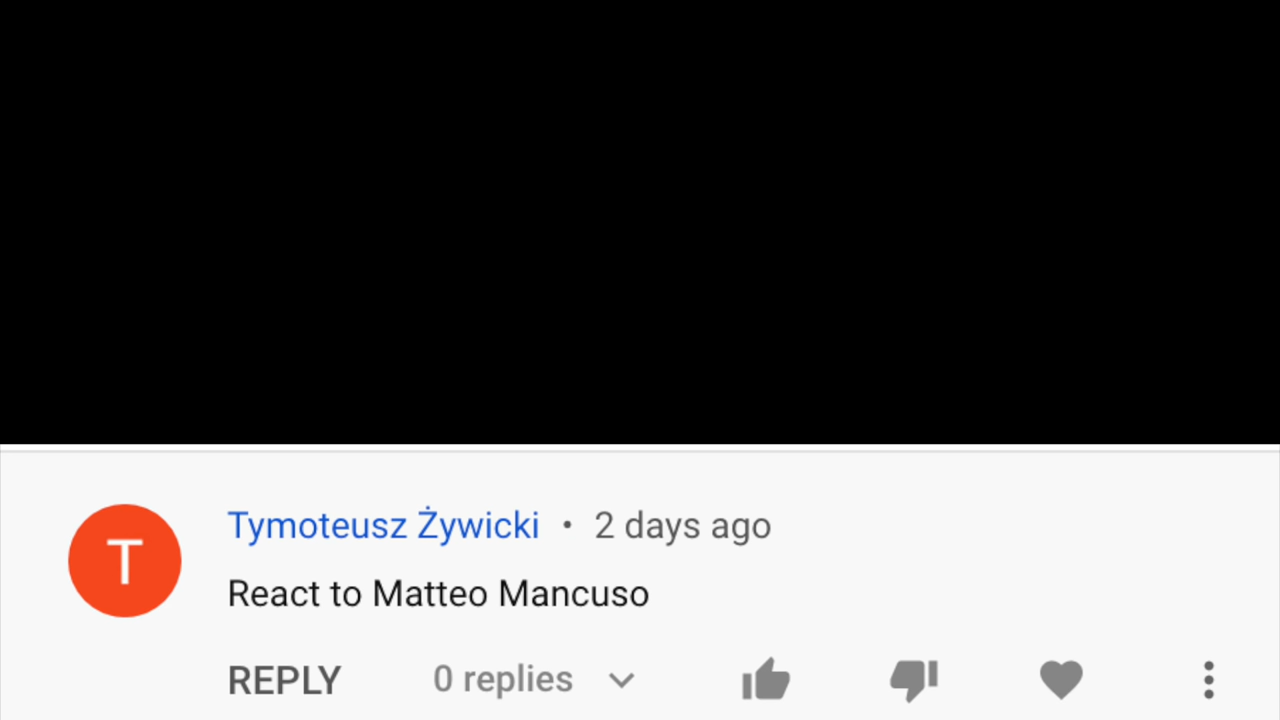 T
Tymoteusz Żywicki • 2 days ago
React to Matteo Mancuso
REPLY 0 replies